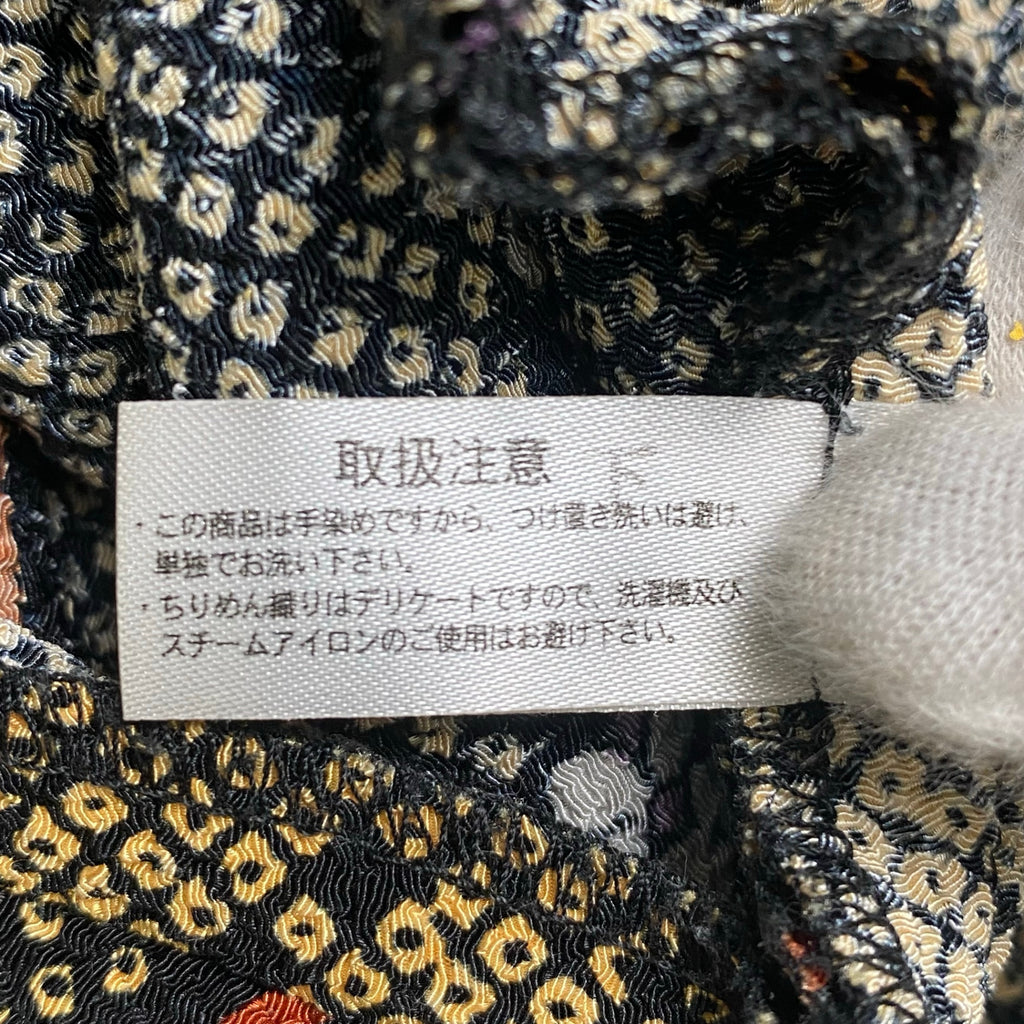 取扱注意
・この商品は手染めですから、つけ置き洗いは避け、
単独でお洗い下さい。
・ちりめん織りはデリケートですので、洗濯機及び
スチームアイロンのご使用はお避け下さい。